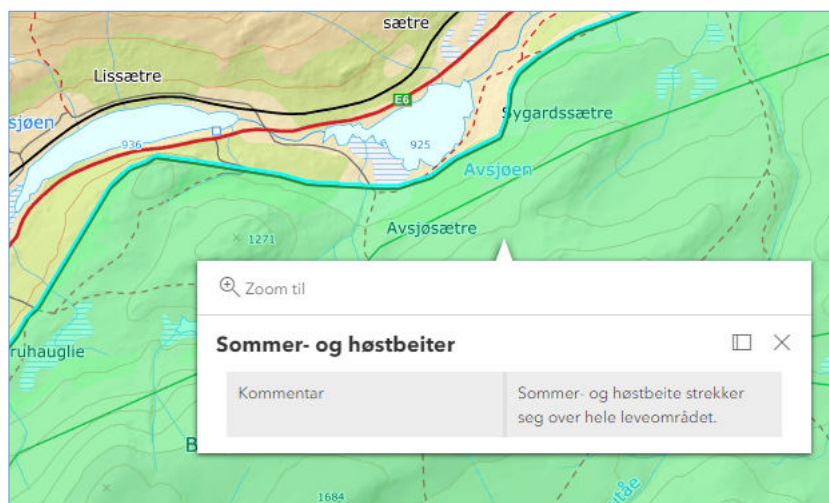 sætre
Lissætre
E6
sjøen
936
925
Sygardssætre
Avsjøen
Avsjøsætre
1271
Zoom til
Sommer- og høstbeiter
ruhauglie
Kommentar
Sommer- og høstbeite strekker
seg over hele leveområdet.
B
1684
tåe